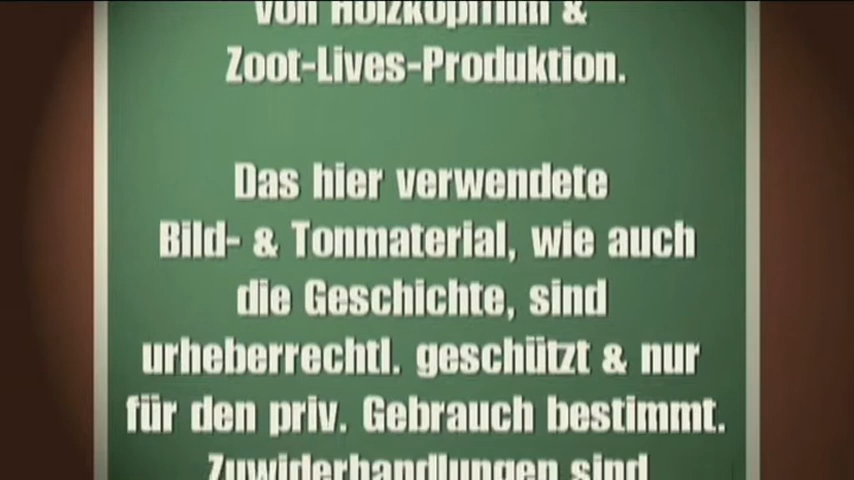 von Holzkopffilm &
Zoot-Lives-Produktion.
Das hier verwendete
Bild- & Tonmaterial, wie auch
die Geschichte, sind
urheberrechtl. geschützt & nur
für den priv. Gebrauch bestimmt.
Zuwiderhandlungen sind